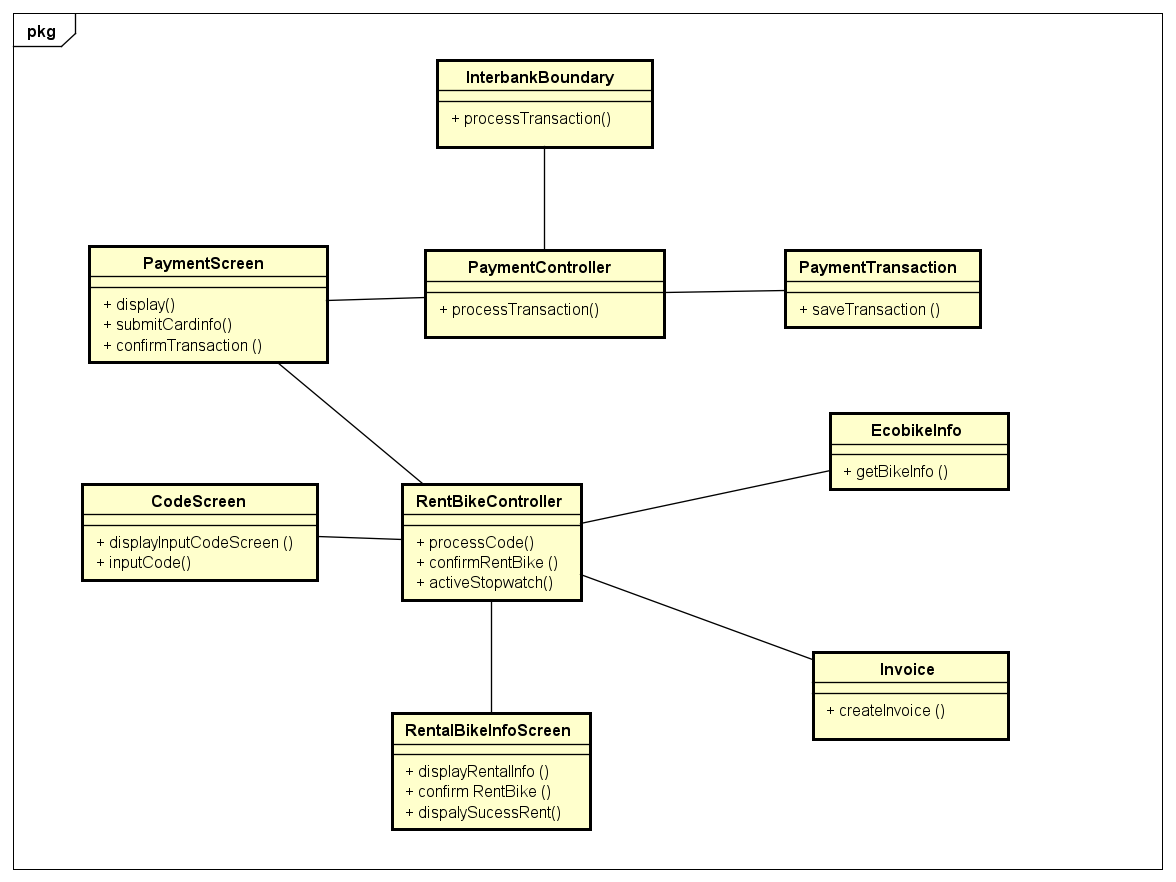 pkg
InterbankBoundary
+ processTransaction()
PaymentScreen
+ display()
+ submitCardinfo()
+ confirmTransaction ()
PaymentController
+ processTransaction()
PaymentTransaction
+ saveTransaction ()
EcobikeInfo
+ getBikeInfo ()
CodeScreen
+ displayInputCodeScreen ()
+ inputCode()
RentBikeController
+ processCode()
+ confirmRentBike ()
+ activeStopwatch()
Invoice
+ createInvoice ()
RentalBikeInfoScreen
+ displayRentalInfo ()
+ confirm RentBike ()
+ dispalySucessRent()